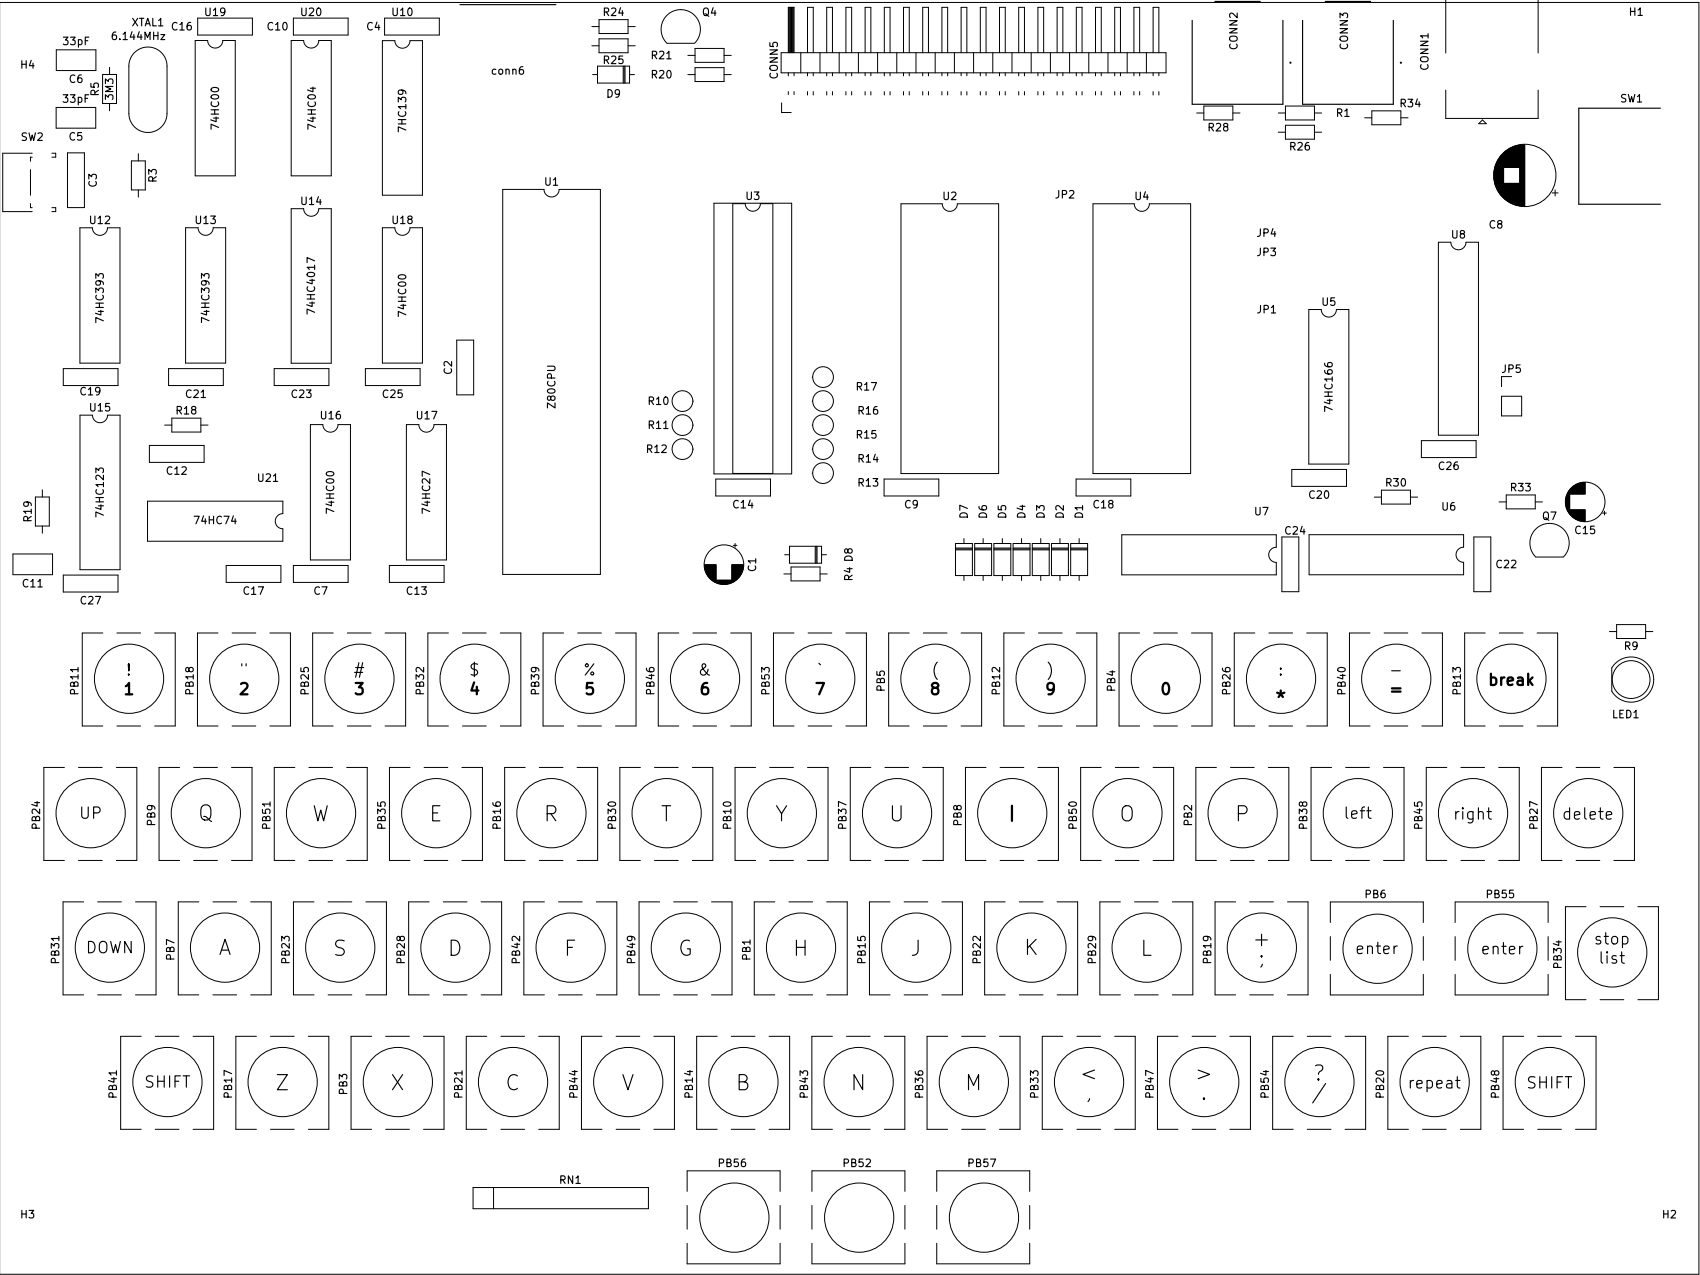 U19
U20
U10
R24
Q4
H1
XTAL1
6.144MHz
C16
C10
C4
CONN5
CONN2
CONN3
CONN1
33pF
C6
R5
3M3
33pF
C5
H4
conn6
R25
D9
R21
R20
74HC00
74HC04
7HC139
R28
R26
R1
R34
SW1
SW2
C3
R3
U1
U3
U2
JP2
U4
U14
U12
U13
U18
JP4
JP3
C8
U8
74HC393
74HC393
74HC4017
74HC00
JP1
U5
C2
C19
C21
C23
C25
Z80CPU
R17
R10
R16
R11
R15
R12
R14
R13
74HC166
JP5
U15
R18
U16
U17
C12
U21
74HC123
74HC74
74HC00
74HC27
C14
C9
C18
C20
C26
R30
R33
R19
D7
D6
D5
D4
D3
D2
D1
U7
C24
U6
Q7
C15
C11
C27
C17
C7
C13
C1
D8
R4
C22
PB11
! 1
PB18
" 2
PB25
# 3
PB32
$ 4
PB39
% 5
PB46
& 6
PB53
` 7
PB5
( 8
PB12
) 9
PB4
0
PB26
: *
PB40
- =
PB13
break
R9
LED1
PB24
UP
PB9
Q
PB51
W
PB35
E
PB16
R
PB30
T
PB10
Y
PB37
U
PB8
I
PB50
O
PB2
P
PB38
left
PB45
right
PB27
delete
PB31
DOWN
PB7
A
PB23
S
PB28
D
PB42
F
PB49
G
PB1
H
PB15
J
PB22
K
PB29
L
PB19
+ ;
PB6
enter
PB55
enter
PB34
stop
list
PB41
SHIFT
PB17
Z
PB3
X
PB21
C
PB44
V
PB14
B
PB43
N
PB36
M
PB33
< ,
PB47
> .
PB54
? /
PB20
repeat
PB48
SHIFT
RN1
PB56
PB52
PB57
H3
H2